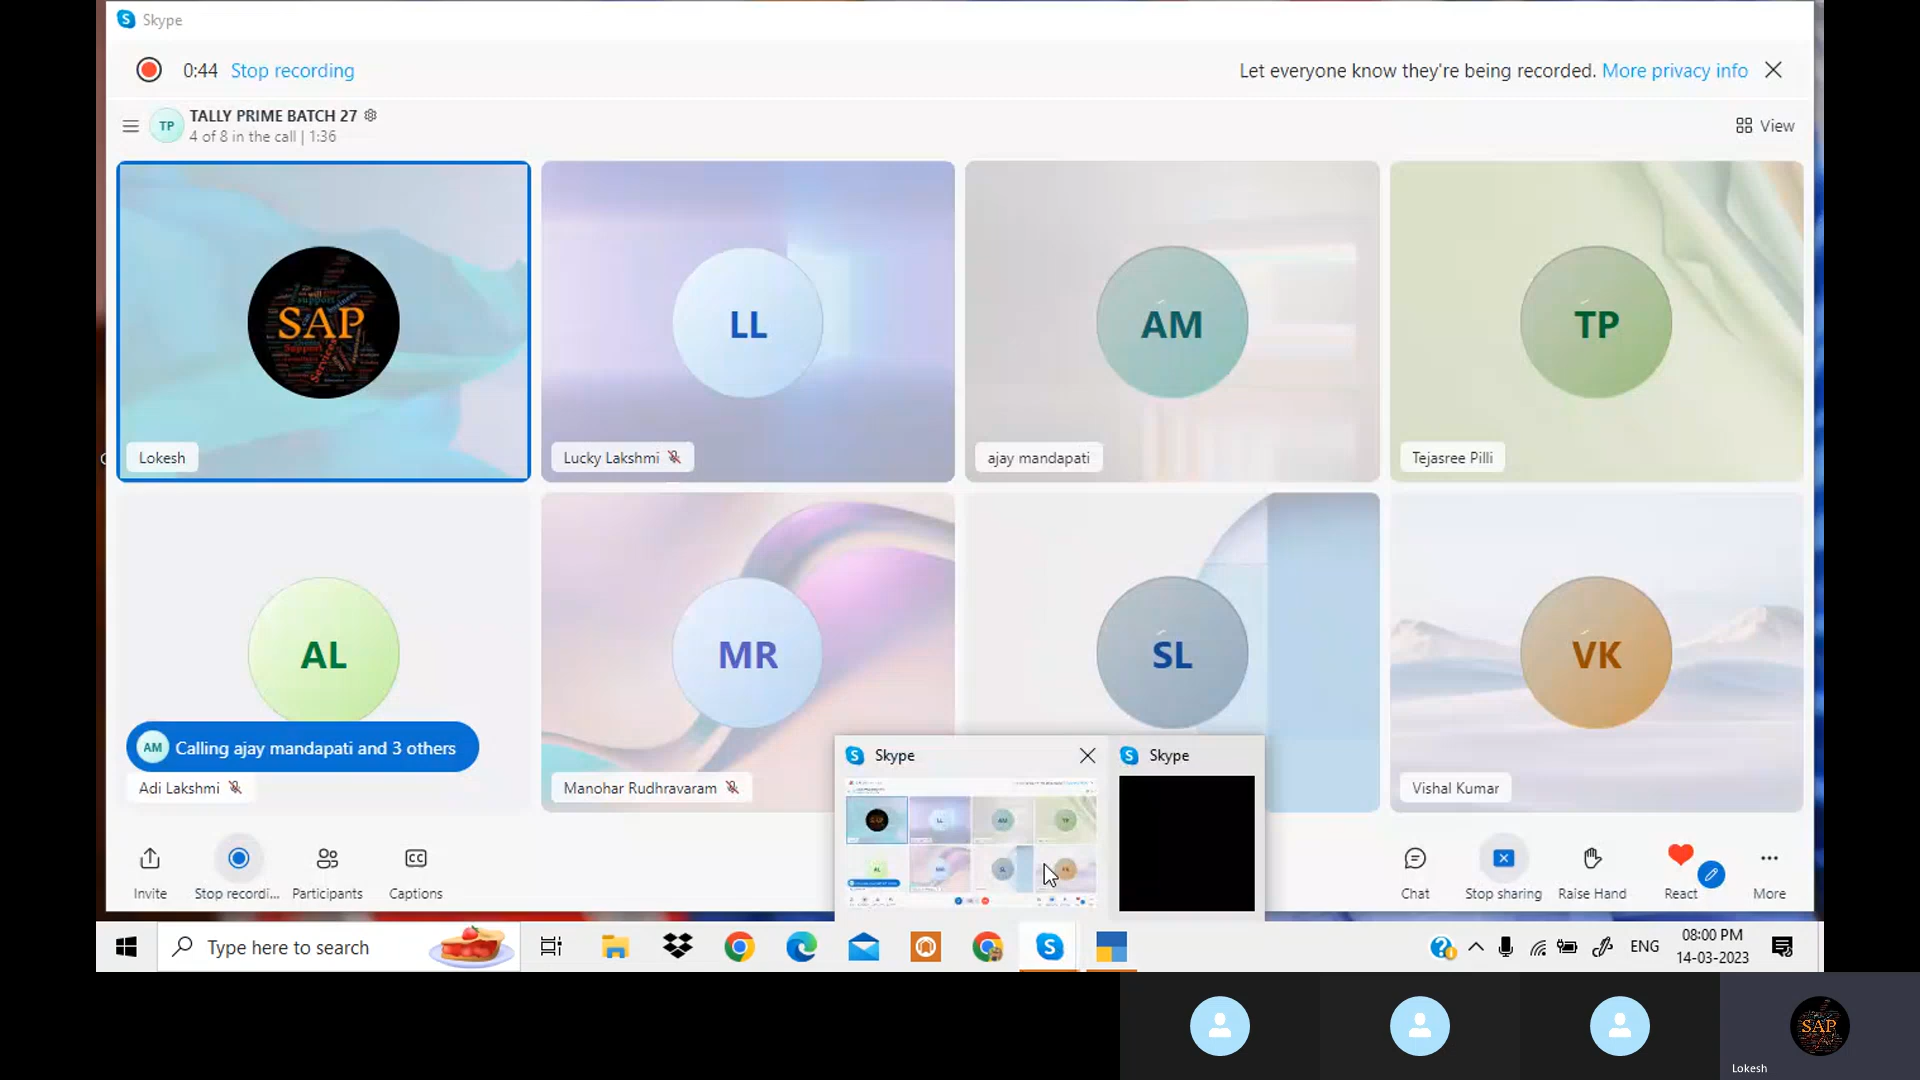 Skype
0:44 Stop recording
Let everyone know they're being recorded. More privacy info
TP
TALLY PRIME BATCH 27
4 of 8 in the call | 1:36
View
SAP
support
Support
Services
LL
AM
TP
Lokesh
Lucky Lakshmi
ajay mandapati
Tejasree Pilli
AL
MR
SL
VK
AM Calling ajay mandapati and 3 others
Adi Lakshmi
Manohar Rudhravaram
Vishal Kumar
Skype
Skype
Invite
Stop recordi...
Participants
CC
Captions
Chat
Stop sharing
Raise Hand
React
More
Type here to search
ENG
08:00 PM
14-03-2023
SAP
Lokesh